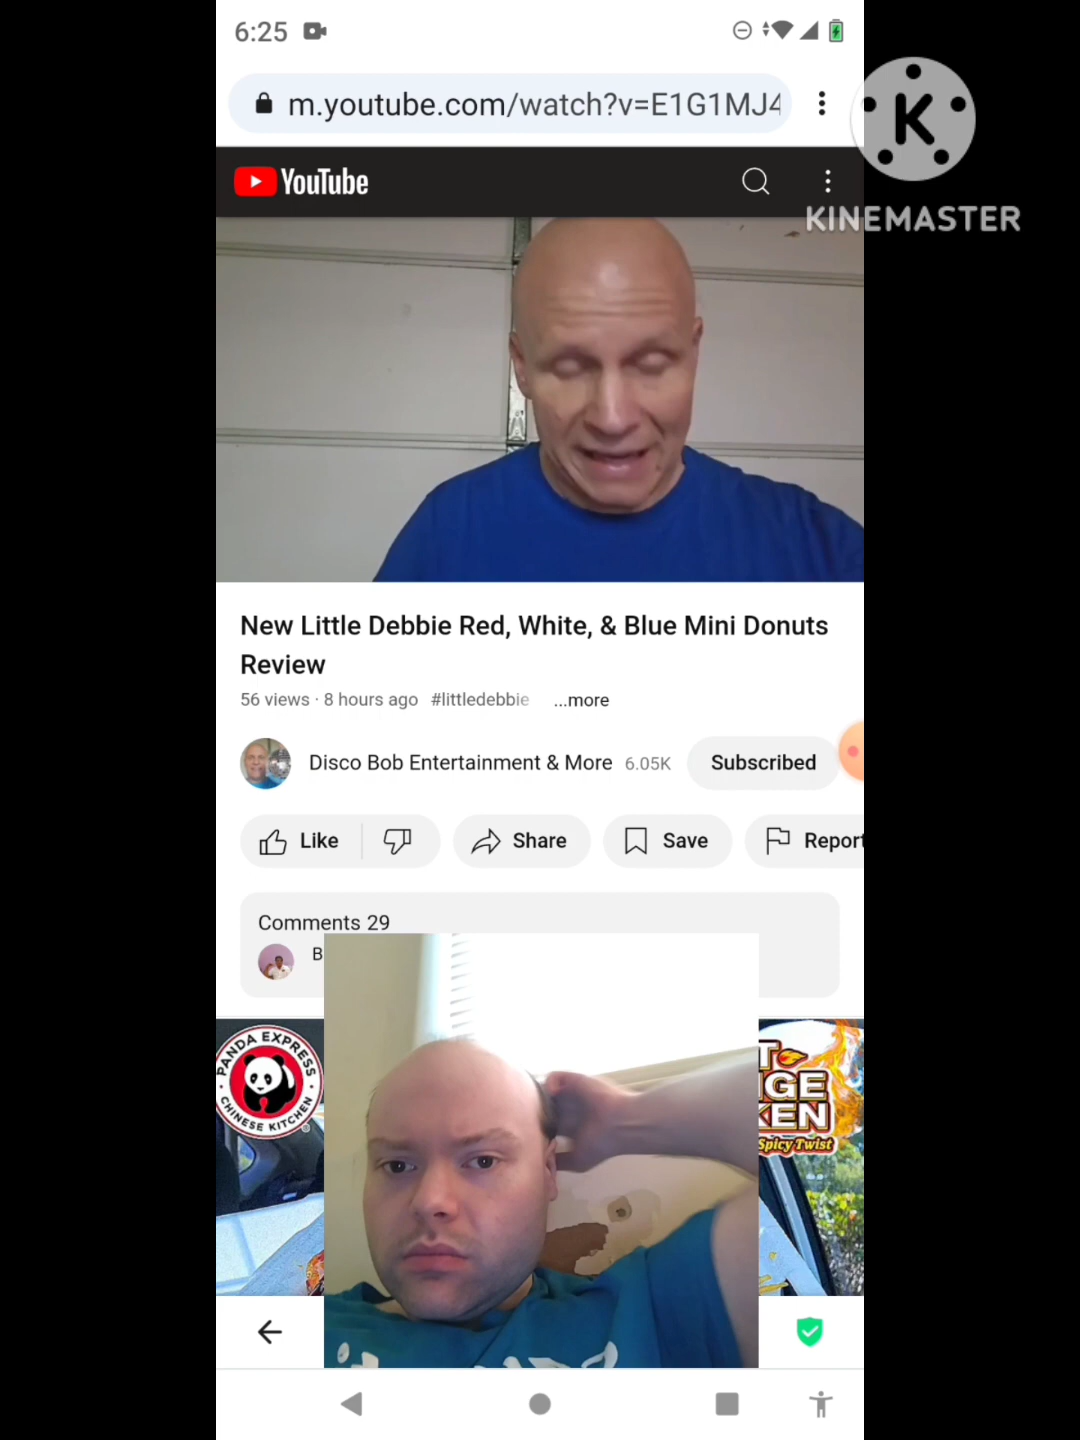 6:25
m.youtube.com/watch?v=E1G1MJ4
K
KINEMASTER
YouTube
New Little Debbie Red, White, & Blue Mini Donuts
Review
56 views · 8 hours ago #littledebbie ...more
Disco Bob Entertainment & More 6.05K Subscribed
Like Share Save Report
Comments 29
B
PANDA EXPRESS
CHINESE KITCHEN
T
GE
KEN
Spicy Twist